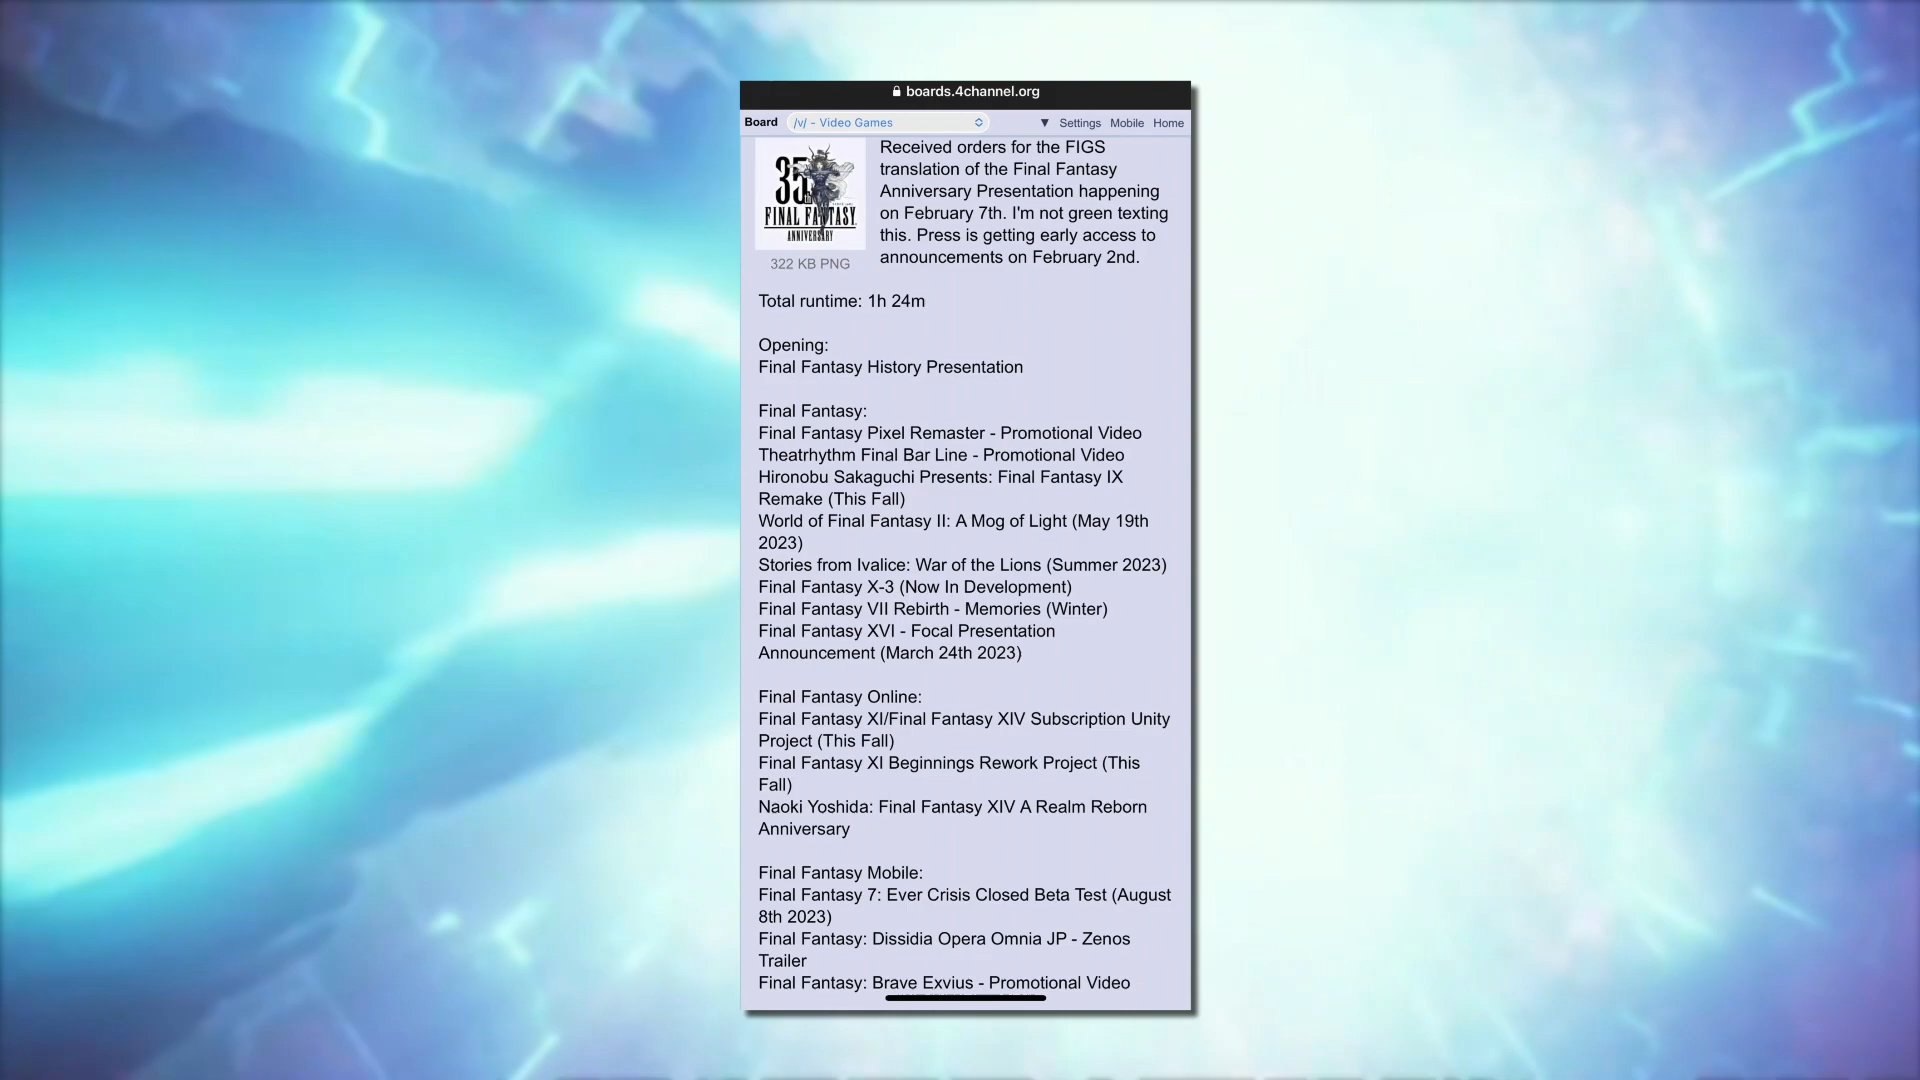 boards.4channel.org
Board /v/ - Video Games ▼ Settings Mobile Home
35th
FINAL FANTASY
ANNIVERSARY
322 KB PNG
Received orders for the FIGS
translation of the Final Fantasy
Anniversary Presentation happening
on February 7th. I'm not green texting
this. Press is getting early access to
announcements on February 2nd.
Total runtime: 1h 24m
Opening:
Final Fantasy History Presentation
Final Fantasy:
Final Fantasy Pixel Remaster - Promotional Video
Theatrhythm Final Bar Line - Promotional Video
Hironobu Sakaguchi Presents: Final Fantasy IX
Remake (This Fall)
World of Final Fantasy II: A Mog of Light (May 19th
2023)
Stories from Ivalice: War of the Lions (Summer 2023)
Final Fantasy X-3 (Now In Development)
Final Fantasy VII Rebirth - Memories (Winter)
Final Fantasy XVI - Focal Presentation
Announcement (March 24th 2023)
Final Fantasy Online:
Final Fantasy XI/Final Fantasy XIV Subscription Unity
Project (This Fall)
Final Fantasy XI Beginnings Rework Project (This
Fall)
Naoki Yoshida: Final Fantasy XIV A Realm Reborn
Anniversary
Final Fantasy Mobile:
Final Fantasy 7: Ever Crisis Closed Beta Test (August
8th 2023)
Final Fantasy: Dissidia Opera Omnia JP - Zenos
Trailer
Final Fantasy: Brave Exvius - Promotional Video